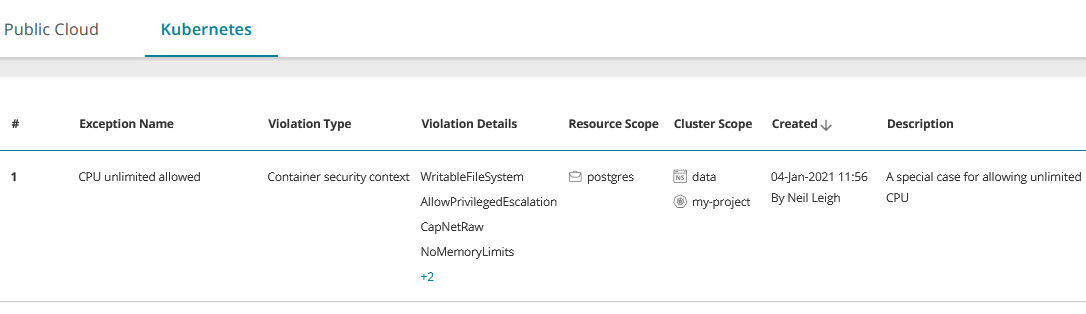 Public Cloud Kubernetes
# Exception Name Violation Type Violation Details Resource Scope Cluster Scope Created Description
1 CPU unlimited allowed Container security context WritableFileSystem postgres NS data 04-Jan-2021 11:56 A special case for allowing unlimited
AllowPrivilegedEscalation my-project By Neil Leigh CPU
CapNetRaw
NoMemoryLimits
+2